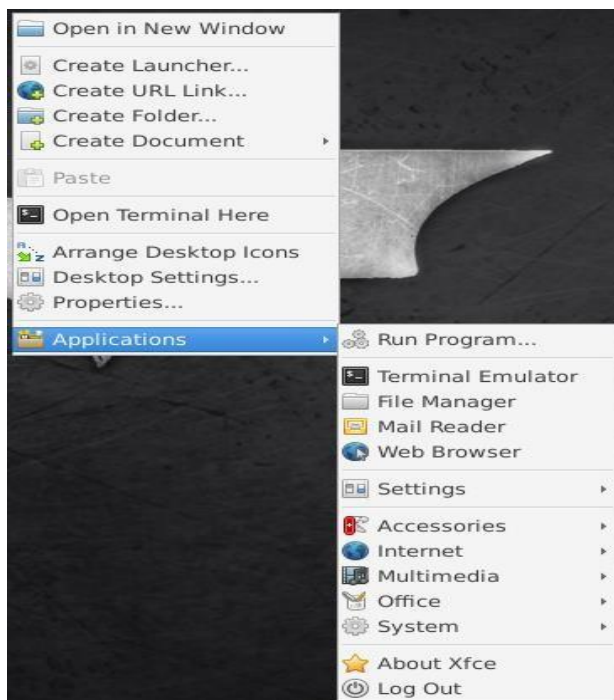 Open in New Window
Create Launcher...
Create URL Link...
Create Folder...
Create Document
Paste
Open Terminal Here
Arrange Desktop Icons
Desktop Settings...
Properties...
Applications
Run Program...
Terminal Emulator
File Manager
Mail Reader
Web Browser
Settings
Accessories
Internet
Multimedia
Office
System
About Xfce
Log Out